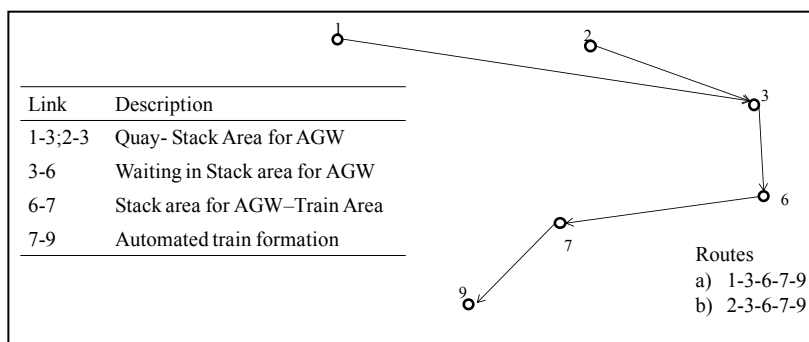 1
2
3
6
7
9
Link Description
1-3;2-3 Quay- Stack Area for AGW
3-6 Waiting in Stack area for AGW
6-7 Stack area for AGW–Train Area
7-9 Automated train formation
Routes
a) 1-3-6-7-9
b) 2-3-6-7-9